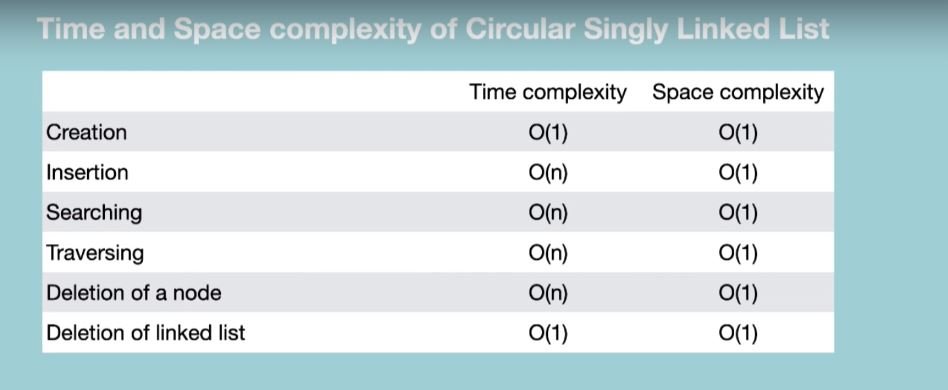 Time and Space complexity of Circular Singly Linked List
Time complexity Space complexity
Creation O(1) O(1)
Insertion O(n) O(1)
Searching O(n) O(1)
Traversing O(n) O(1)
Deletion of a node O(n) O(1)
Deletion of linked list O(1) O(1)